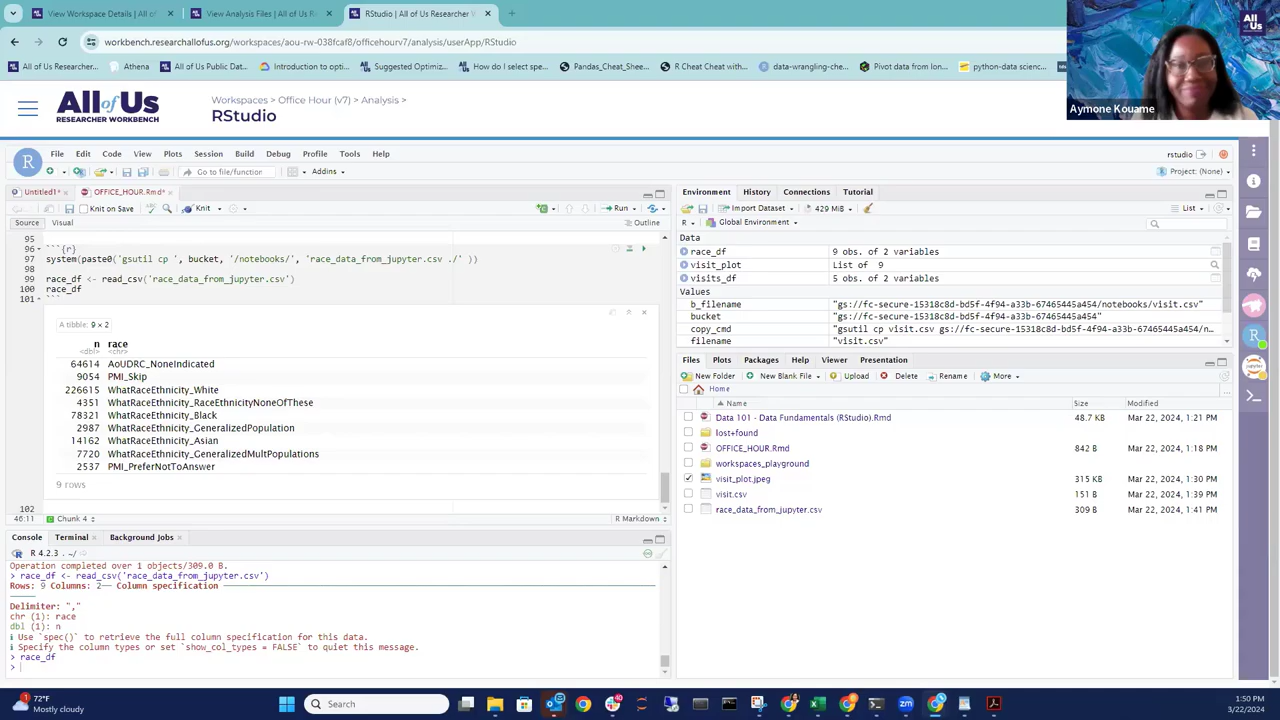 View Workspace Details | All of Us
View Analysis Files | All of Us R
RStudio | All of Us Researcher W
workbench.researchallofus.org/workspaces/aou-rw-038fcaf8/officehourv7/analysis/userApp/RStudio
All of Us Researcher...
Athena
All of Us Public Dat...
Introduction to opti...
Suggested Optimiz...
How do I select spe...
Pandas_Cheat_Shee...
R Cheat Cheat with...
data-wrangling-che...
Pivot data from lon...
python-data scienc...
All of Us
Aymone Kouame
All of Us
RESEARCHER WORKBENCH
Workspaces > Office Hour (v7) > Analysis >
RStudio
R
File Edit Code View Plots Session Build Debug Profile Tools Help
rstudio
Go to file/function
Addins
Project: (None)
Untitled1*
OFFICE_HOUR.Rmd*
Knit on Save
Knit
Run
Source Visual
Outline
95
96 ```{r}
97 system(paste0('gsutil cp ', bucket, '/notebooks/', 'race_data_from_jupyter.csv ./' ))
98
99 race_df <- read_csv('race_data_from_jupyter.csv')
100 race_df
101 ```
A tibble: 9 × 2
n race
<dbl> <chr>
64614 AoUDRC_NoneIndicated
9054 PMI_Skip
226615 WhatRaceEthnicity_White
4351 WhatRaceEthnicity_RaceEthnicityNoneOfThese
78321 WhatRaceEthnicity_Black
2987 WhatRaceEthnicity_GeneralizedPopulation
14162 WhatRaceEthnicity_Asian
7720 WhatRaceEthnicity_GeneralizedMultPopulations
2537 PMI_PreferNotToAnswer
9 rows
102
46:11 Chunk 4
R Markdown
Console Terminal Background Jobs
R 4.2.3 . ~/
Operation completed over 1 objects/309.0 B.
> race_df <- read_csv('race_data_from_jupyter.csv')
Rows: 9 Columns: 2── Column specification
Delimiter: ","
chr (1): race
dbl (1): n
ℹ Use `spec()` to retrieve the full column specification for this data.
ℹ Specify the column types or set `show_col_types = FALSE` to quiet this message.
> race_df
>
Environment History Connections Tutorial
Import Dataset
429 MiB
List
R
Global Environment
Data
race_df 9 obs. of 2 variables
visit_plot List of 9
visits_df 5 obs. of 2 variables
Values
b_filename "gs://fc-secure-15318c8d-bd5f-4f94-a33b-67465445a454/notebooks/visit.csv"
bucket "gs://fc-secure-15318c8d-bd5f-4f94-a33b-67465445a454"
copy_cmd "gsutil cp visit.csv gs://fc-secure-15318c8d-bd5f-4f94-a33b-67465445a454/n…
filename "visit.csv"
Files Plots Packages Help Viewer Presentation
New Folder New Blank File Upload Delete Rename More
Home
Name Size Modified
Data 101 - Data Fundamentals (RStudio).Rmd 48.7 KB Mar 22, 2024, 1:21 PM
lost+found
OFFICE_HOUR.Rmd 842 B Mar 22, 2024, 1:18 PM
workspaces_playground
visit_plot.jpeg 315 KB Mar 22, 2024, 1:30 PM
visit.csv 151 B Mar 22, 2024, 1:39 PM
race_data_from_jupyter.csv 309 B Mar 22, 2024, 1:41 PM
72°F
Mostly cloudy
Search
1:50 PM
3/22/2024